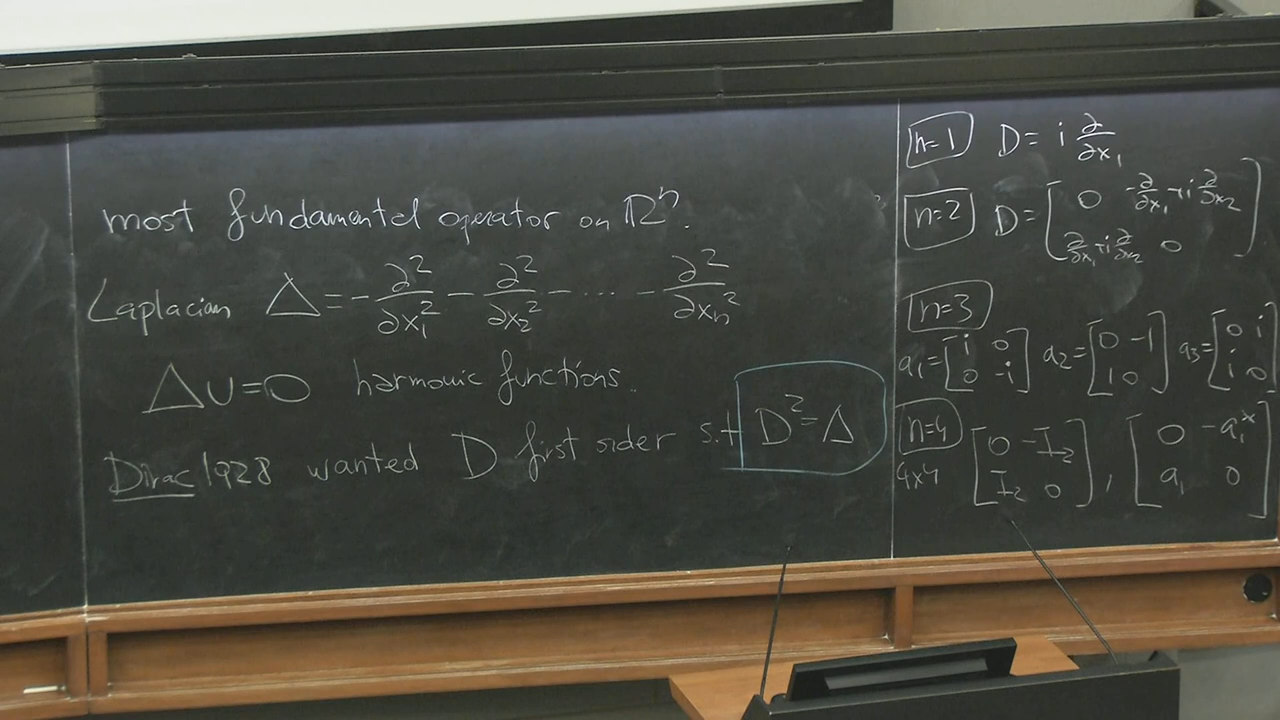 most fundamental operator on ℝⁿ?
Laplacian Δ = - ∂²/∂x₁² - ∂²/∂x₂² - ... - ∂²/∂xₙ²
Δu=0 harmonic functions.
Dirac 1928 wanted D first order s.t D²=Δ
n=1 D= i ∂/∂x₁
n=2 D= [0 -∂/∂x₁+i ∂/∂x₂; ∂/∂x₁+i ∂/∂x₂ 0]
n=3
a₁=[i 0; 0 -i] a₂=[0 -1; 1 0] a₃=[0 i; i 0]
n=4
4x4 [0 -I₂; I₂ 0], [0 -a₁*; a₁ 0]